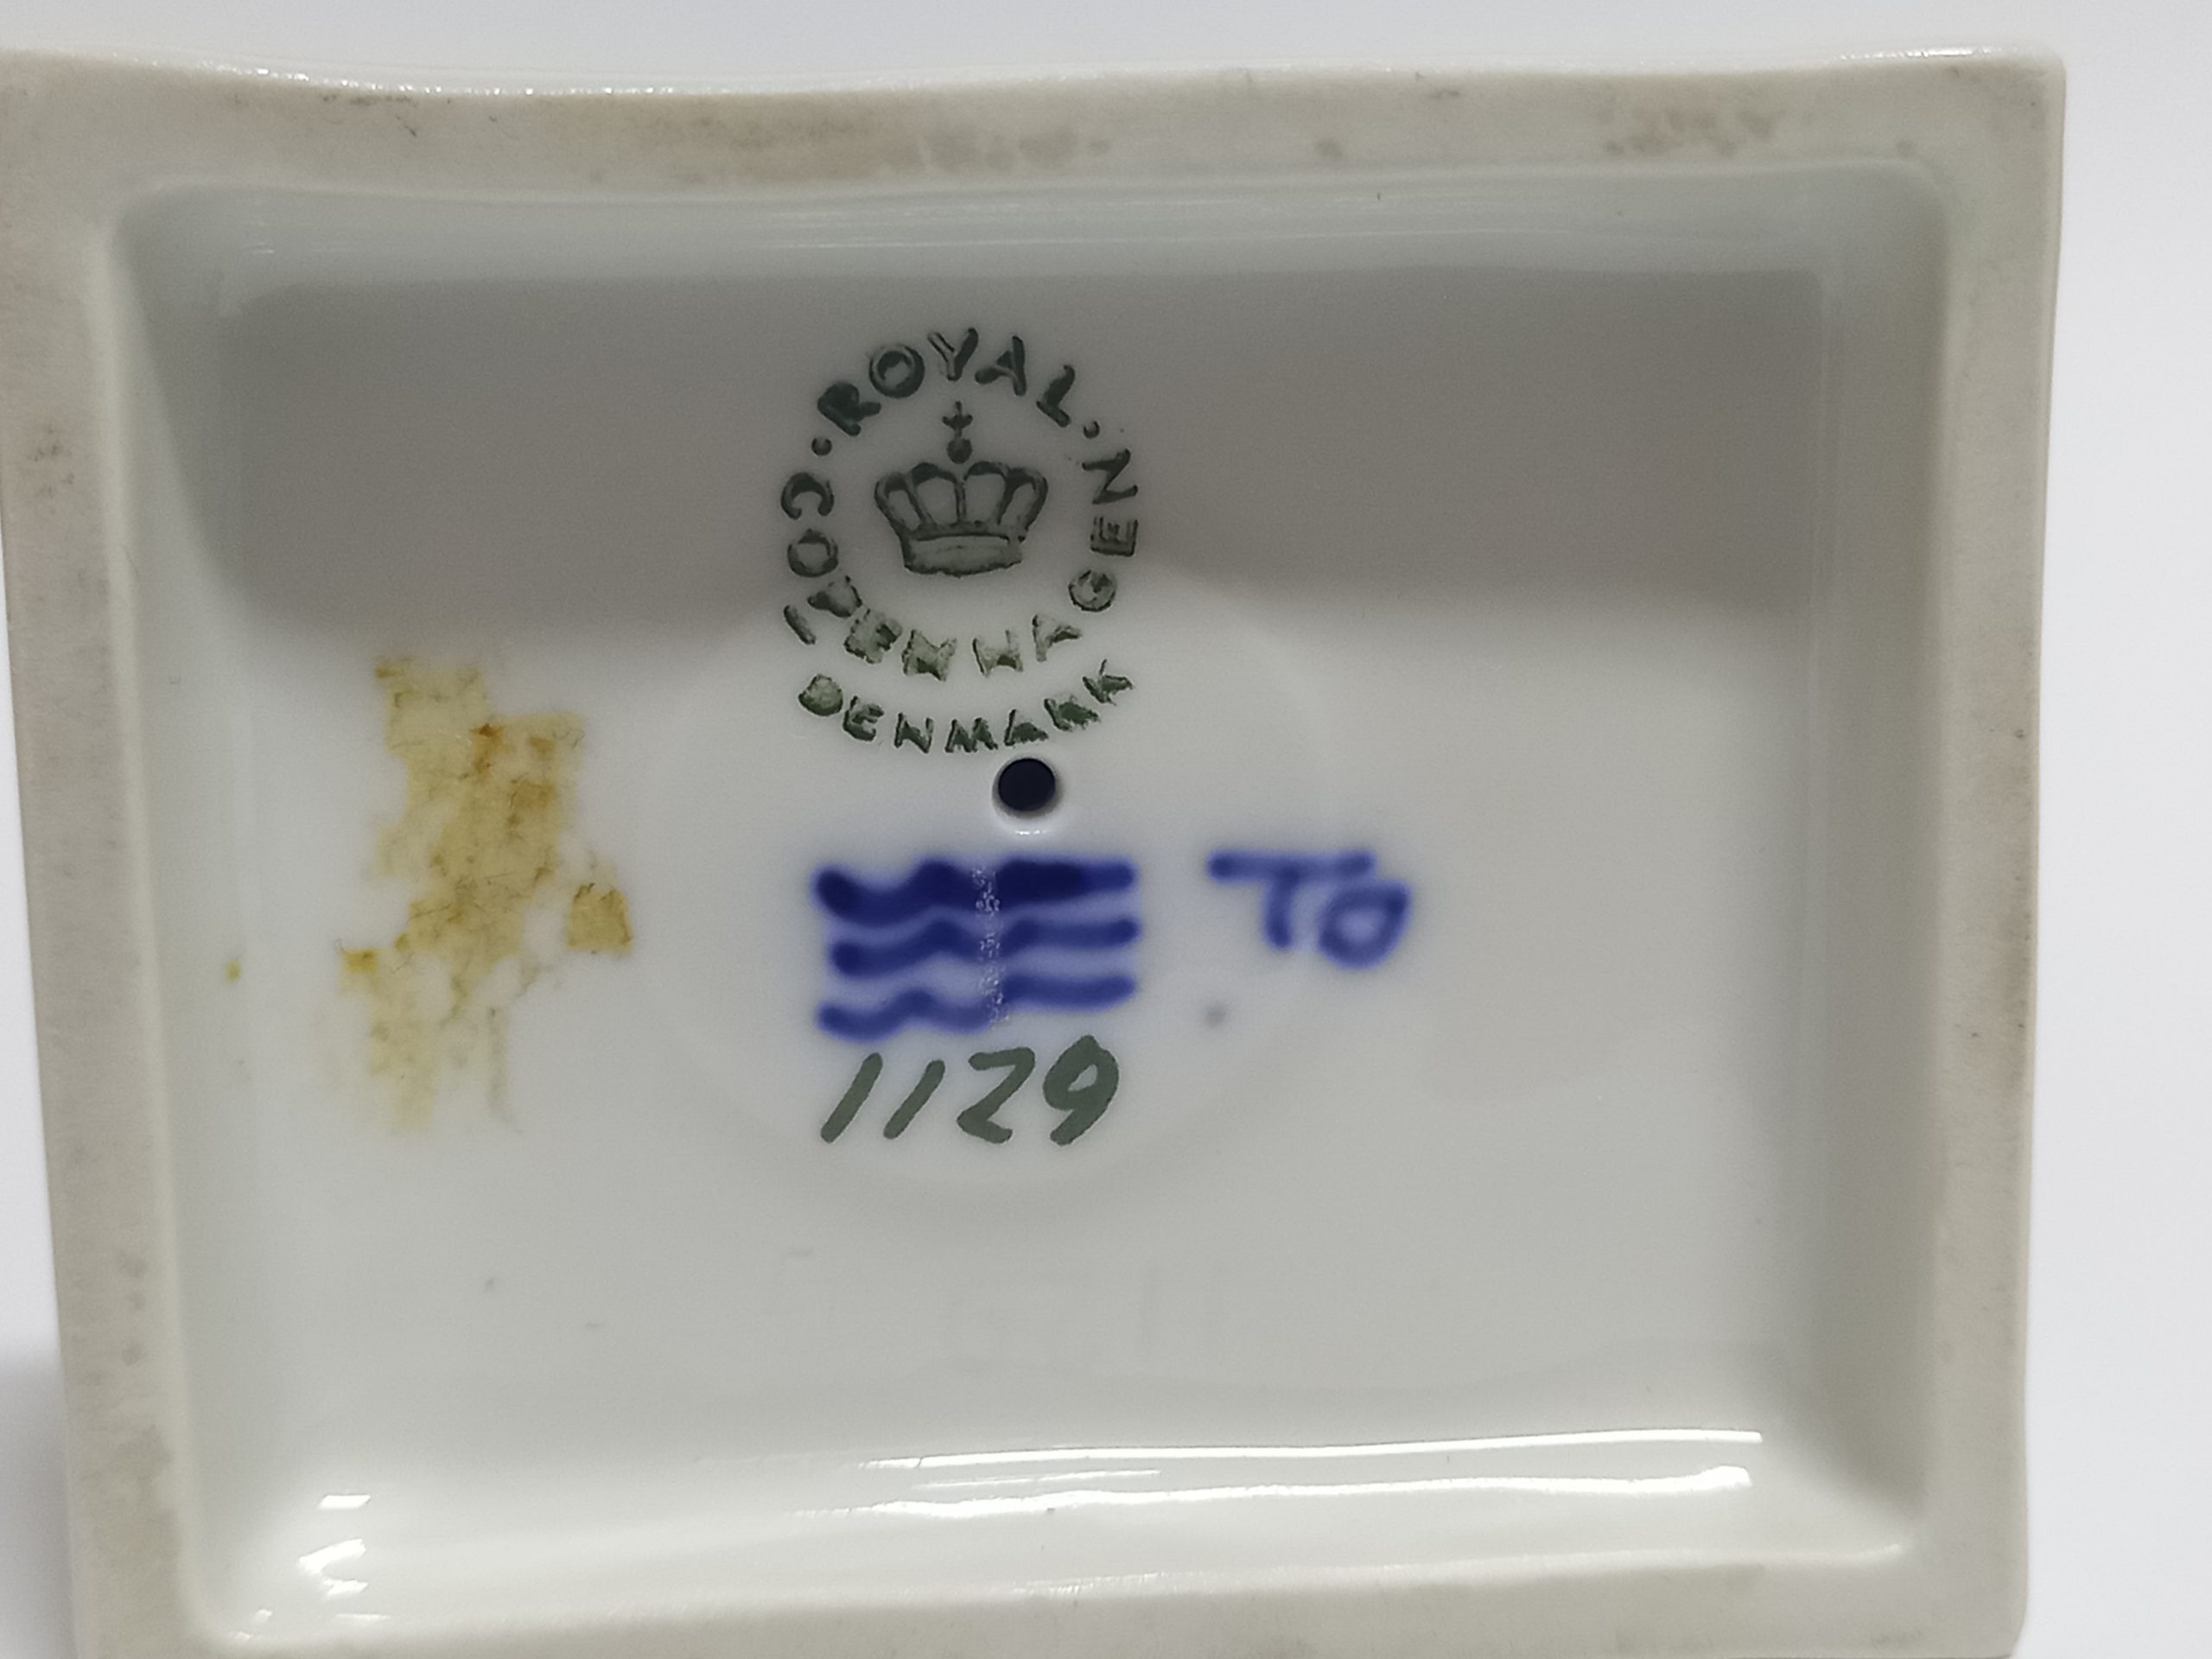 ROYAL
COPENHAGEN
DENMARK
TO
1129